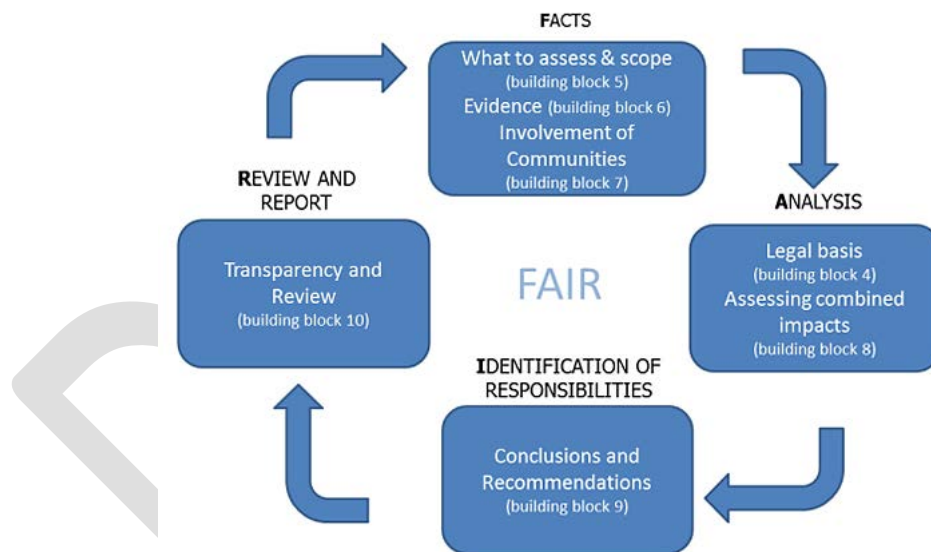 FACTS
What to assess & scope
(building block 5)
Evidence (building block 6)
Involvement of
Communities
(building block 7)
ANALYSIS
Legal basis
(building block 4)
Assessing combined
impacts
(building block 8)
IDENTIFICATION OF
RESPONSIBILITIES
Conclusions and
Recommendations
(building block 9)
REVIEW AND
REPORT
Transparency and
Review
(building block 10)
FAIR